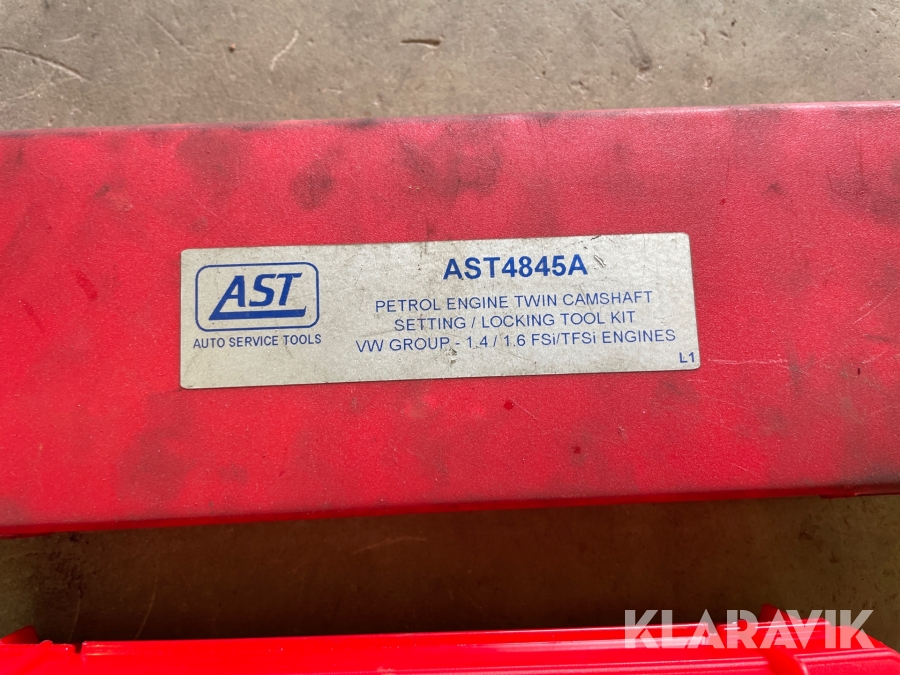 AST
AUTO SERVICE TOOLS
AST4845A
PETROL ENGINE TWIN CAMSHAFT
SETTING / LOCKING TOOL KIT
VW GROUP - 1.4 / 1.6 FSi/TFSi ENGINES
L1
KLARAVIK